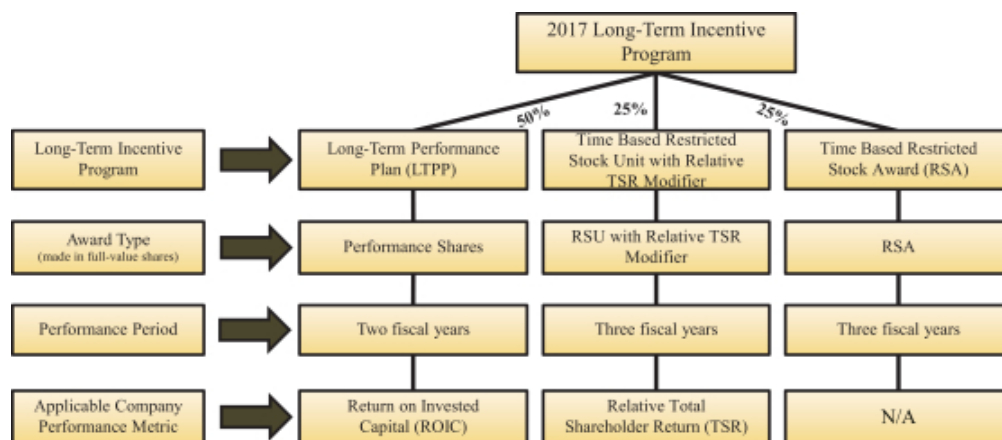 2017 Long-Term Incentive
Program
50%
25%
25%
Long-Term Incentive
Program
Long-Term Performance
Plan (LTPP)
Time Based Restricted
Stock Unit with Relative
TSR Modifier
Time Based Restricted
Stock Award (RSA)
Award Type
(made in full-value shares)
Performance Shares
RSU with Relative TSR
Modifier
RSA
Performance Period
Two fiscal years
Three fiscal years
Three fiscal years
Applicable Company
Performance Metric
Return on Invested
Capital (ROIC)
Relative Total
Shareholder Return (TSR)
N/A